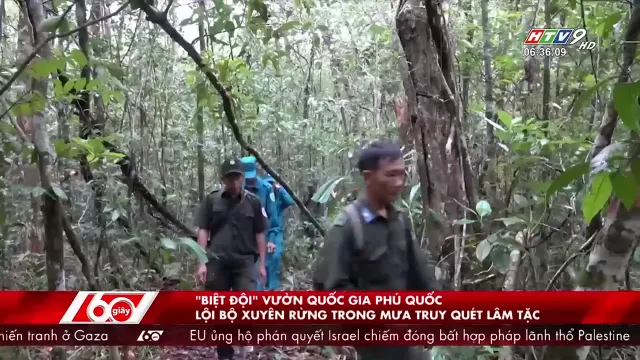 HTV9 HD
06:36:09
"BIỆT ĐỘI" VƯỜN QUỐC GIA PHÚ QUỐC
LỘI BỘ XUYÊN RỪNG TRONG MƯA TRUY QUÉT LÂM TẶC
60 giây
chiến tranh ở Gaza 60 EU ủng hộ phán quyết Israel chiếm đóng bất hợp pháp lãnh thổ Palestine